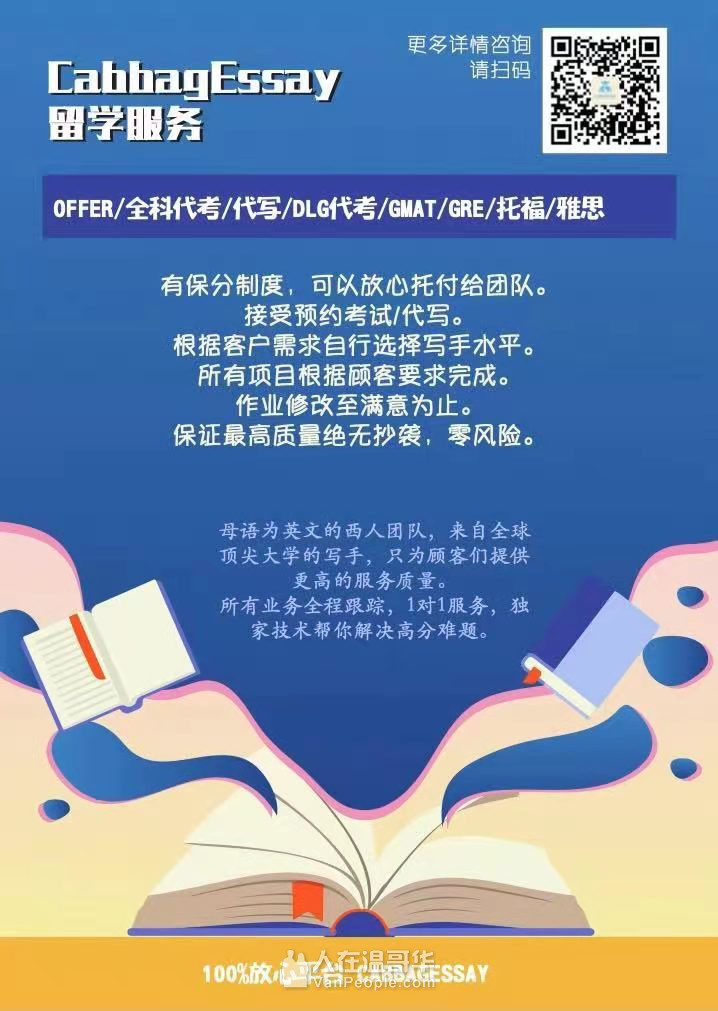 更多详情咨询
请扫码
CabbagEssay
留学服务
OFFER/全科代考/代写/DLG代考/GMAT/GRE/托福/雅思
有保分制度，可以放心托付给团队。
接受预约考试/代写。
根据客户需求自行选择写手水平。
所有项目根据顾客要求完成。
作业修改至满意为止。
保证最高质量绝无抄袭，零风险。
母语为英文的西人团队，来自全球
顶尖大学的写手，只为顾客们提供
更高的服务质量。
所有业务全程跟踪，1对1服务，独
家技术帮你解决高分难题。
100%放心平台 CABBAGESSAY
人在温哥华
VanPeople.com